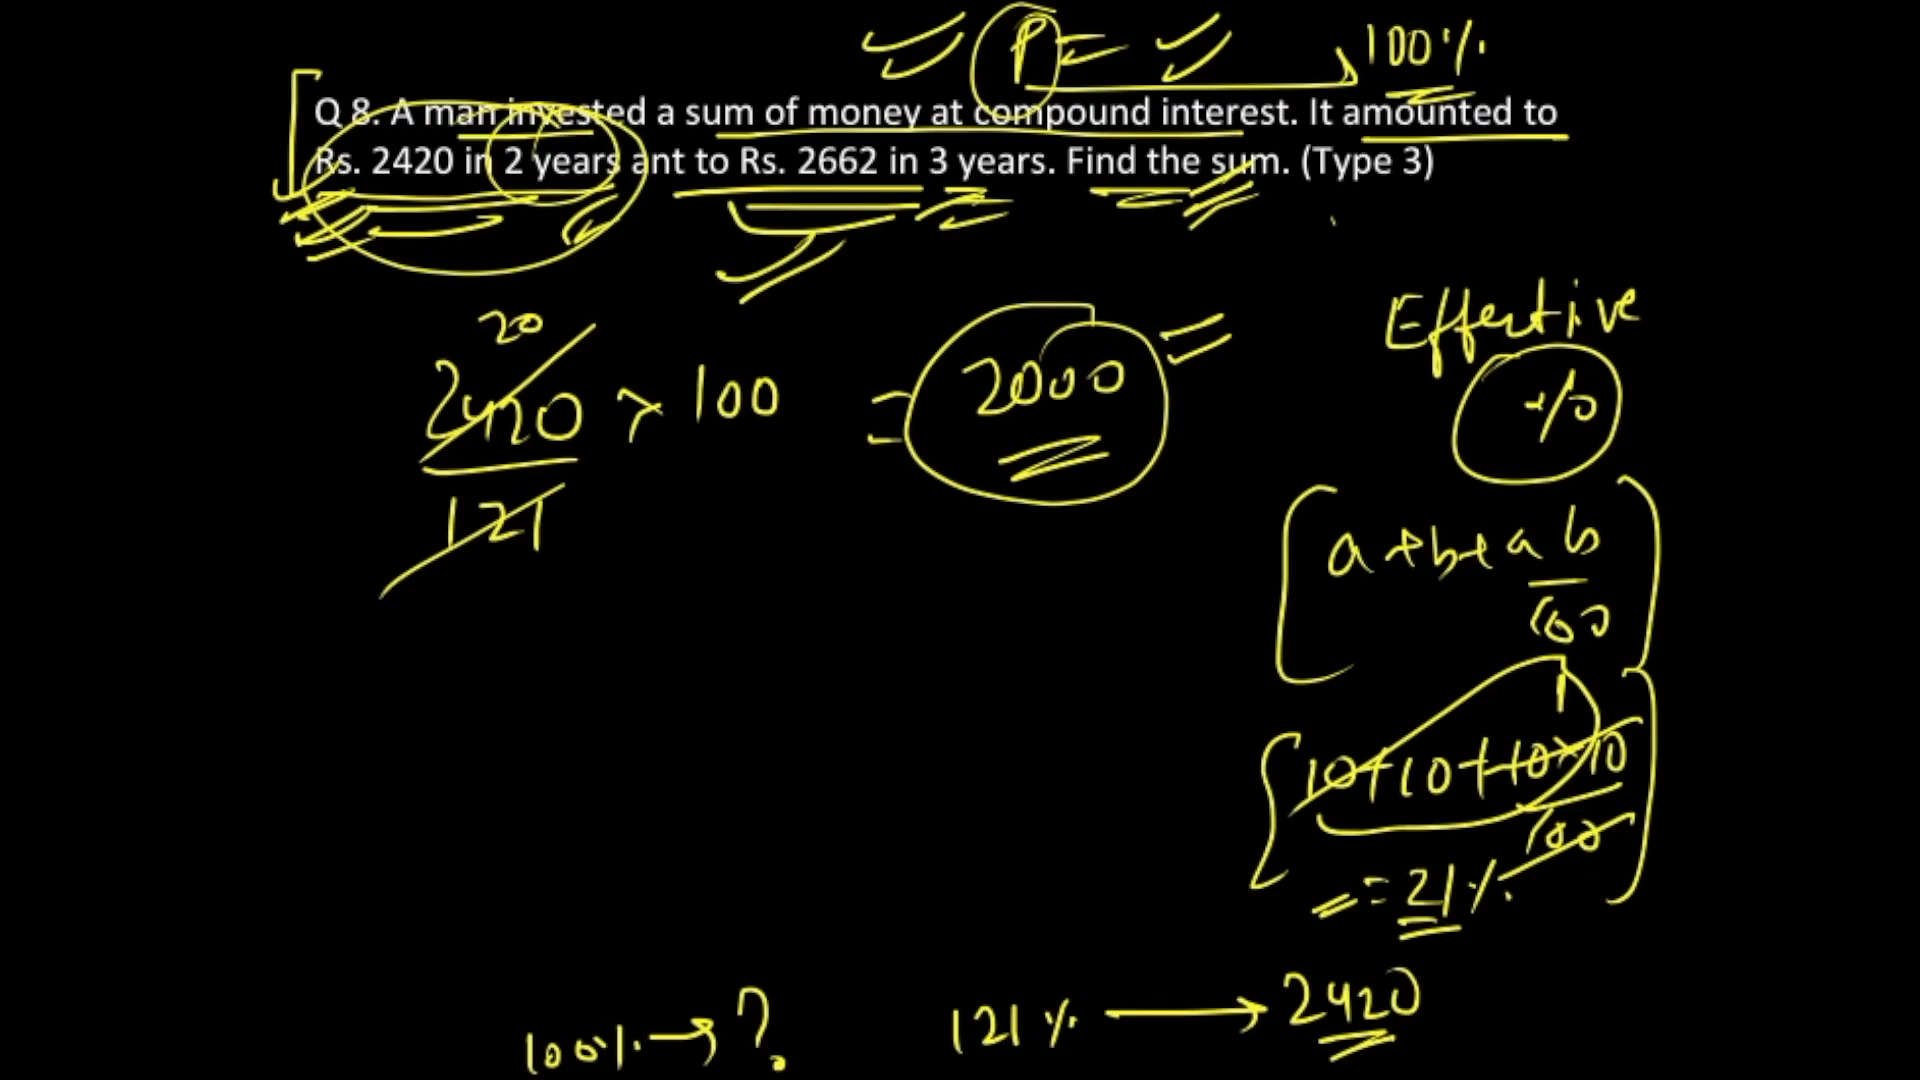 P = 100%
Q 8. A man invested a sum of money at compound interest. It amounted to
Rs. 2420 in 2 years ant to Rs. 2662 in 3 years. Find the sum. (Type 3)
Effective
%
20
2420 × 100 = 2000 =
121
a+b+ab
100
1
10+10+10×10
100
= = 21%
121% → 2420
100% → ?